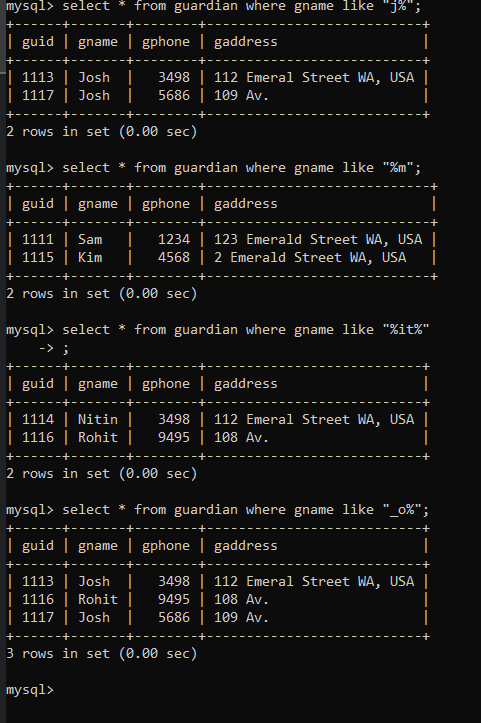 mysql> select * from guardian where gname like "j%";
+------+-------+--------+----------------------------+
| guid | gname | gphone | gaddress                   |
+------+-------+--------+----------------------------+
| 1113 | Josh  |   3498 | 112 Emeral Street WA, USA |
| 1117 | Josh  |   5686 | 109 Av.                   |
+------+-------+--------+---------------------------+
2 rows in set (0.00 sec)

mysql> select * from guardian where gname like "%m";
+------+-------+--------+----------------------------+
| guid | gname | gphone | gaddress                   |
+------+-------+--------+----------------------------+
| 1111 | Sam   |   1234 | 123 Emerald Street WA, USA |
| 1115 | Kim   |   4568 | 2 Emerald Street WA, USA   |
+------+-------+--------+----------------------------+
2 rows in set (0.00 sec)

mysql> select * from guardian where gname like "%it%"
    -> ;
+------+-------+--------+---------------------------+
| guid | gname | gphone | gaddress                  |
+------+-------+--------+---------------------------+
| 1114 | Nitin |   3498 | 112 Emeral Street WA, USA |
| 1116 | Rohit |   9495 | 108 Av.                   |
+------+-------+--------+---------------------------+
2 rows in set (0.00 sec)

mysql> select * from guardian where gname like "_o%";
+------+-------+--------+---------------------------+
| guid | gname | gphone | gaddress                  |
+------+-------+--------+---------------------------+
| 1113 | Josh  |   3498 | 112 Emeral Street WA, USA |
| 1116 | Rohit |   9495 | 108 Av.                   |
| 1117 | Josh  |   5686 | 109 Av.                   |
+------+-------+--------+---------------------------+
3 rows in set (0.00 sec)

mysql>